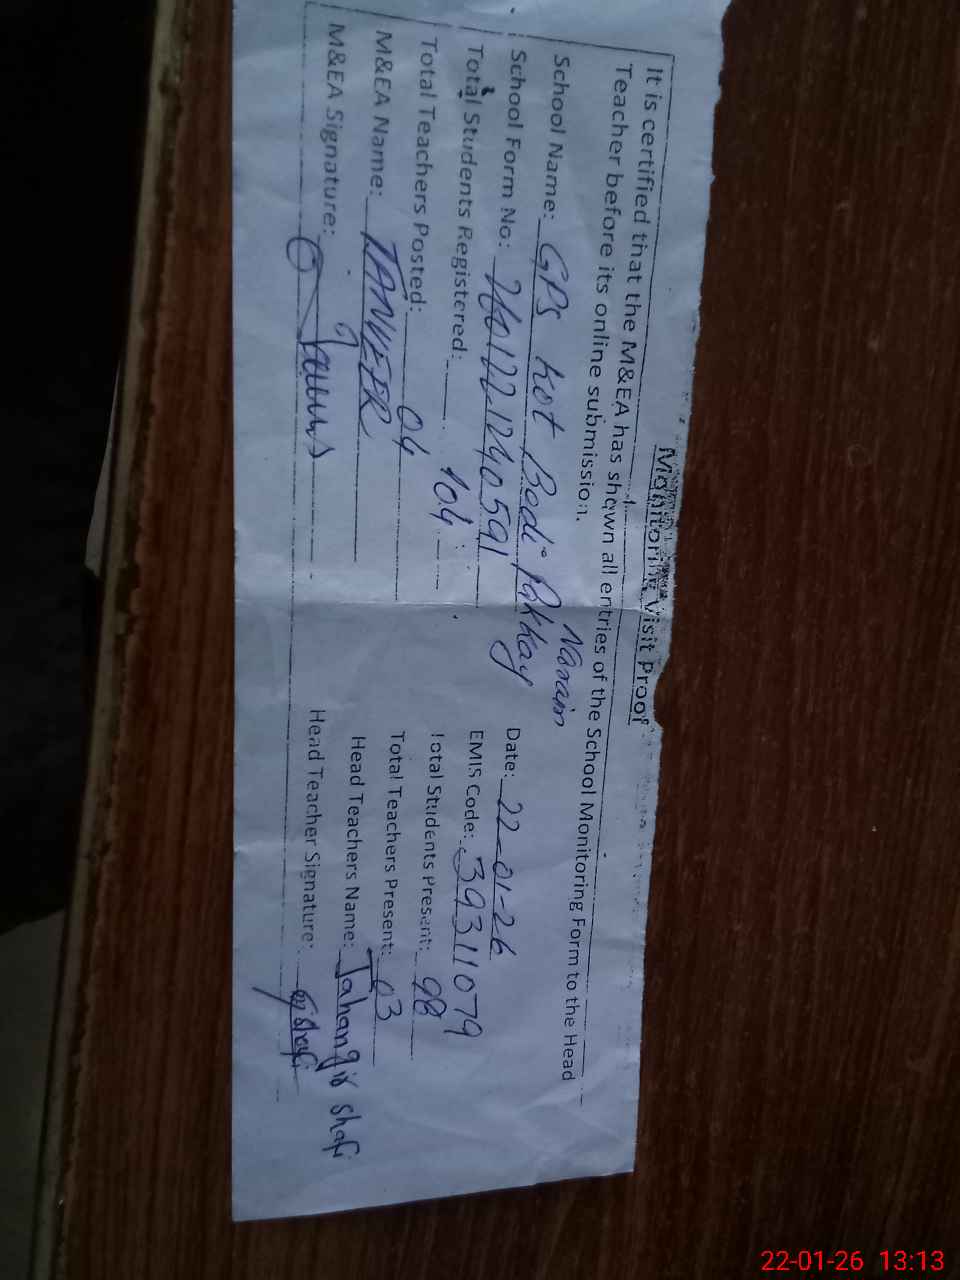 Monitoring Visit Proof
It is certified that the M&EA has shown all entries of the School Monitoring Form to the Head
Teacher before its online submission.
Narain
School Name: GPS Kot Bedi Pakkay Date: 22-01-26
School Form No: EMIS Code: 39311079
Total Students Registered: 104 Total Students Present: 98
Total Teachers Posted: 04 Total Teachers Present: 03
M&EA Name: TANVEER Head Teachers Name: Jahangir Shafi
M&EA Signature: Head Teacher Signature:
22-01-26 13:13